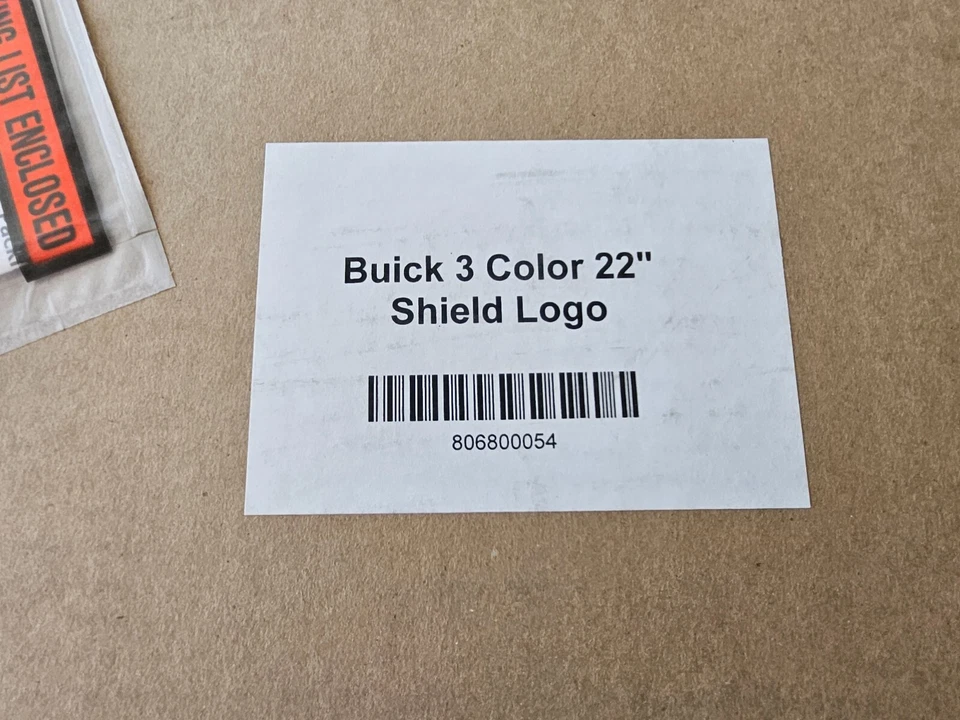 LIST ENCLOSED
Buick 3 Color 22"
Shield Logo
806800054